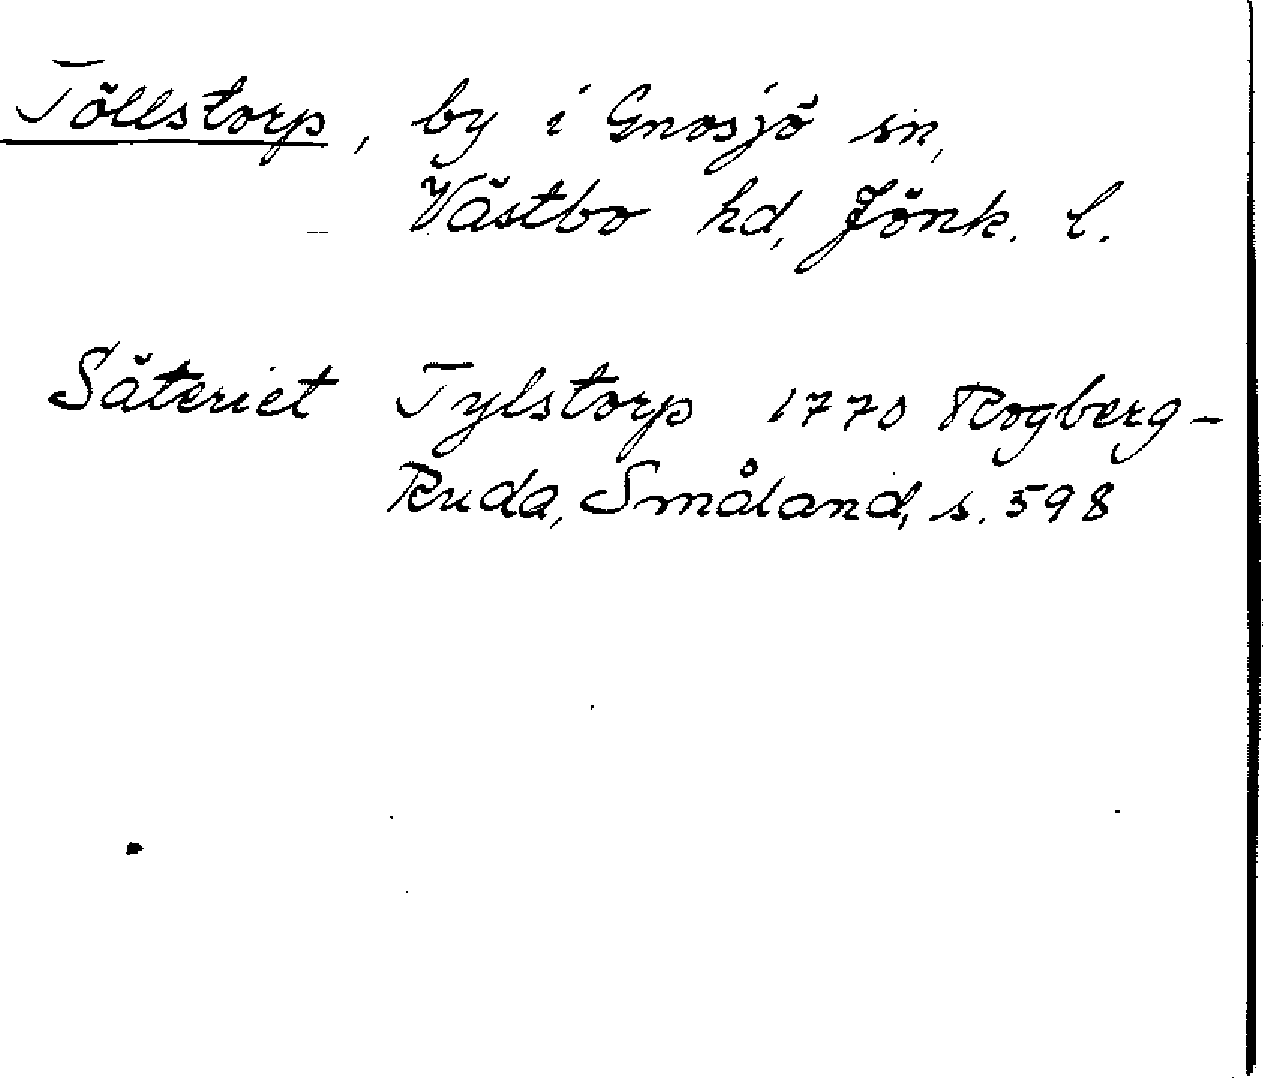 Töllstorp, by i Gnosjö sn,
Västbo hd, Jönk. l.
Säteriet Tylstorp 1770 Rogberg-
Ruda, Småland, s. 598